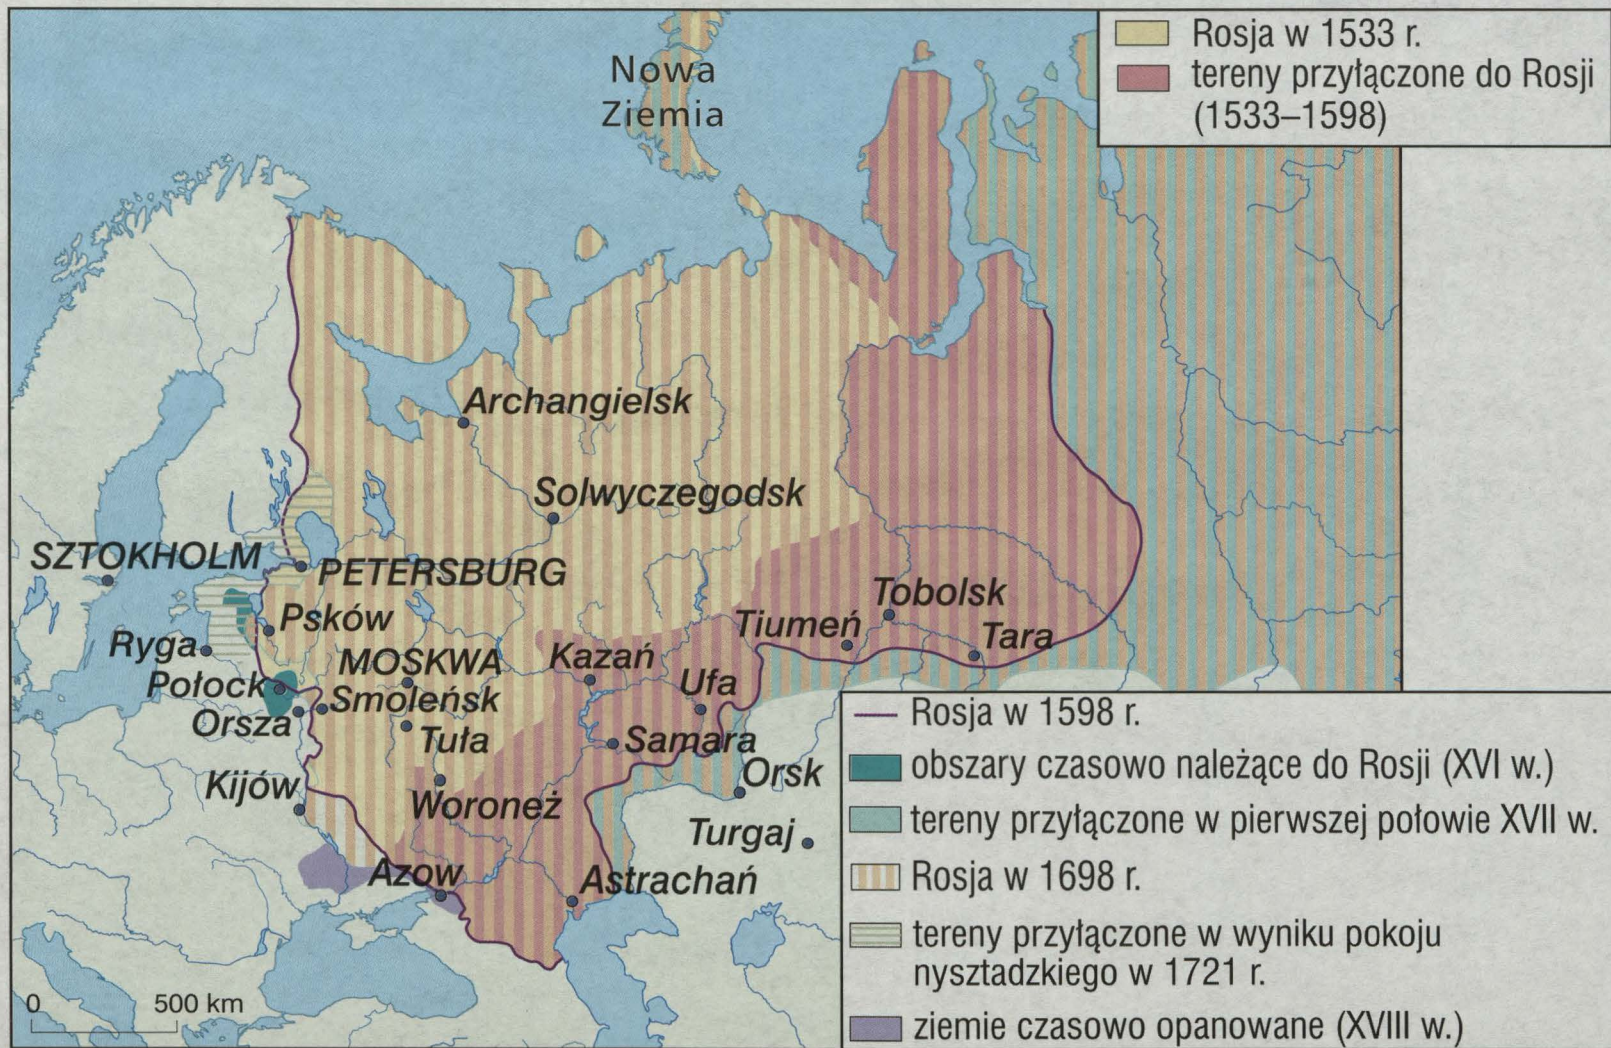 Rosja w 1533 r.
tereny przyłączone do Rosji
(1533–1598)
Nowa
Ziemia
Archangielsk
Solwyczegodsk
SZTOKHOLM
PETERSBURG
Psków
Ryga
MOSKWA
Kazań
Tiumeń
Tobolsk
Tara
Połock
Smoleńsk
Ufa
Orsza
Tuła
Samara
Kijów
Woroneż
Orsk
Turgaj
Azow
Astrachań
0 500 km
Rosja w 1598 r.
obszary czasowo należące do Rosji (XVI w.)
tereny przyłączone w pierwszej połowie XVII w.
Rosja w 1698 r.
tereny przyłączone w wyniku pokoju
nysztadzkiego w 1721 r.
ziemie czasowo opanowane (XVIII w.)